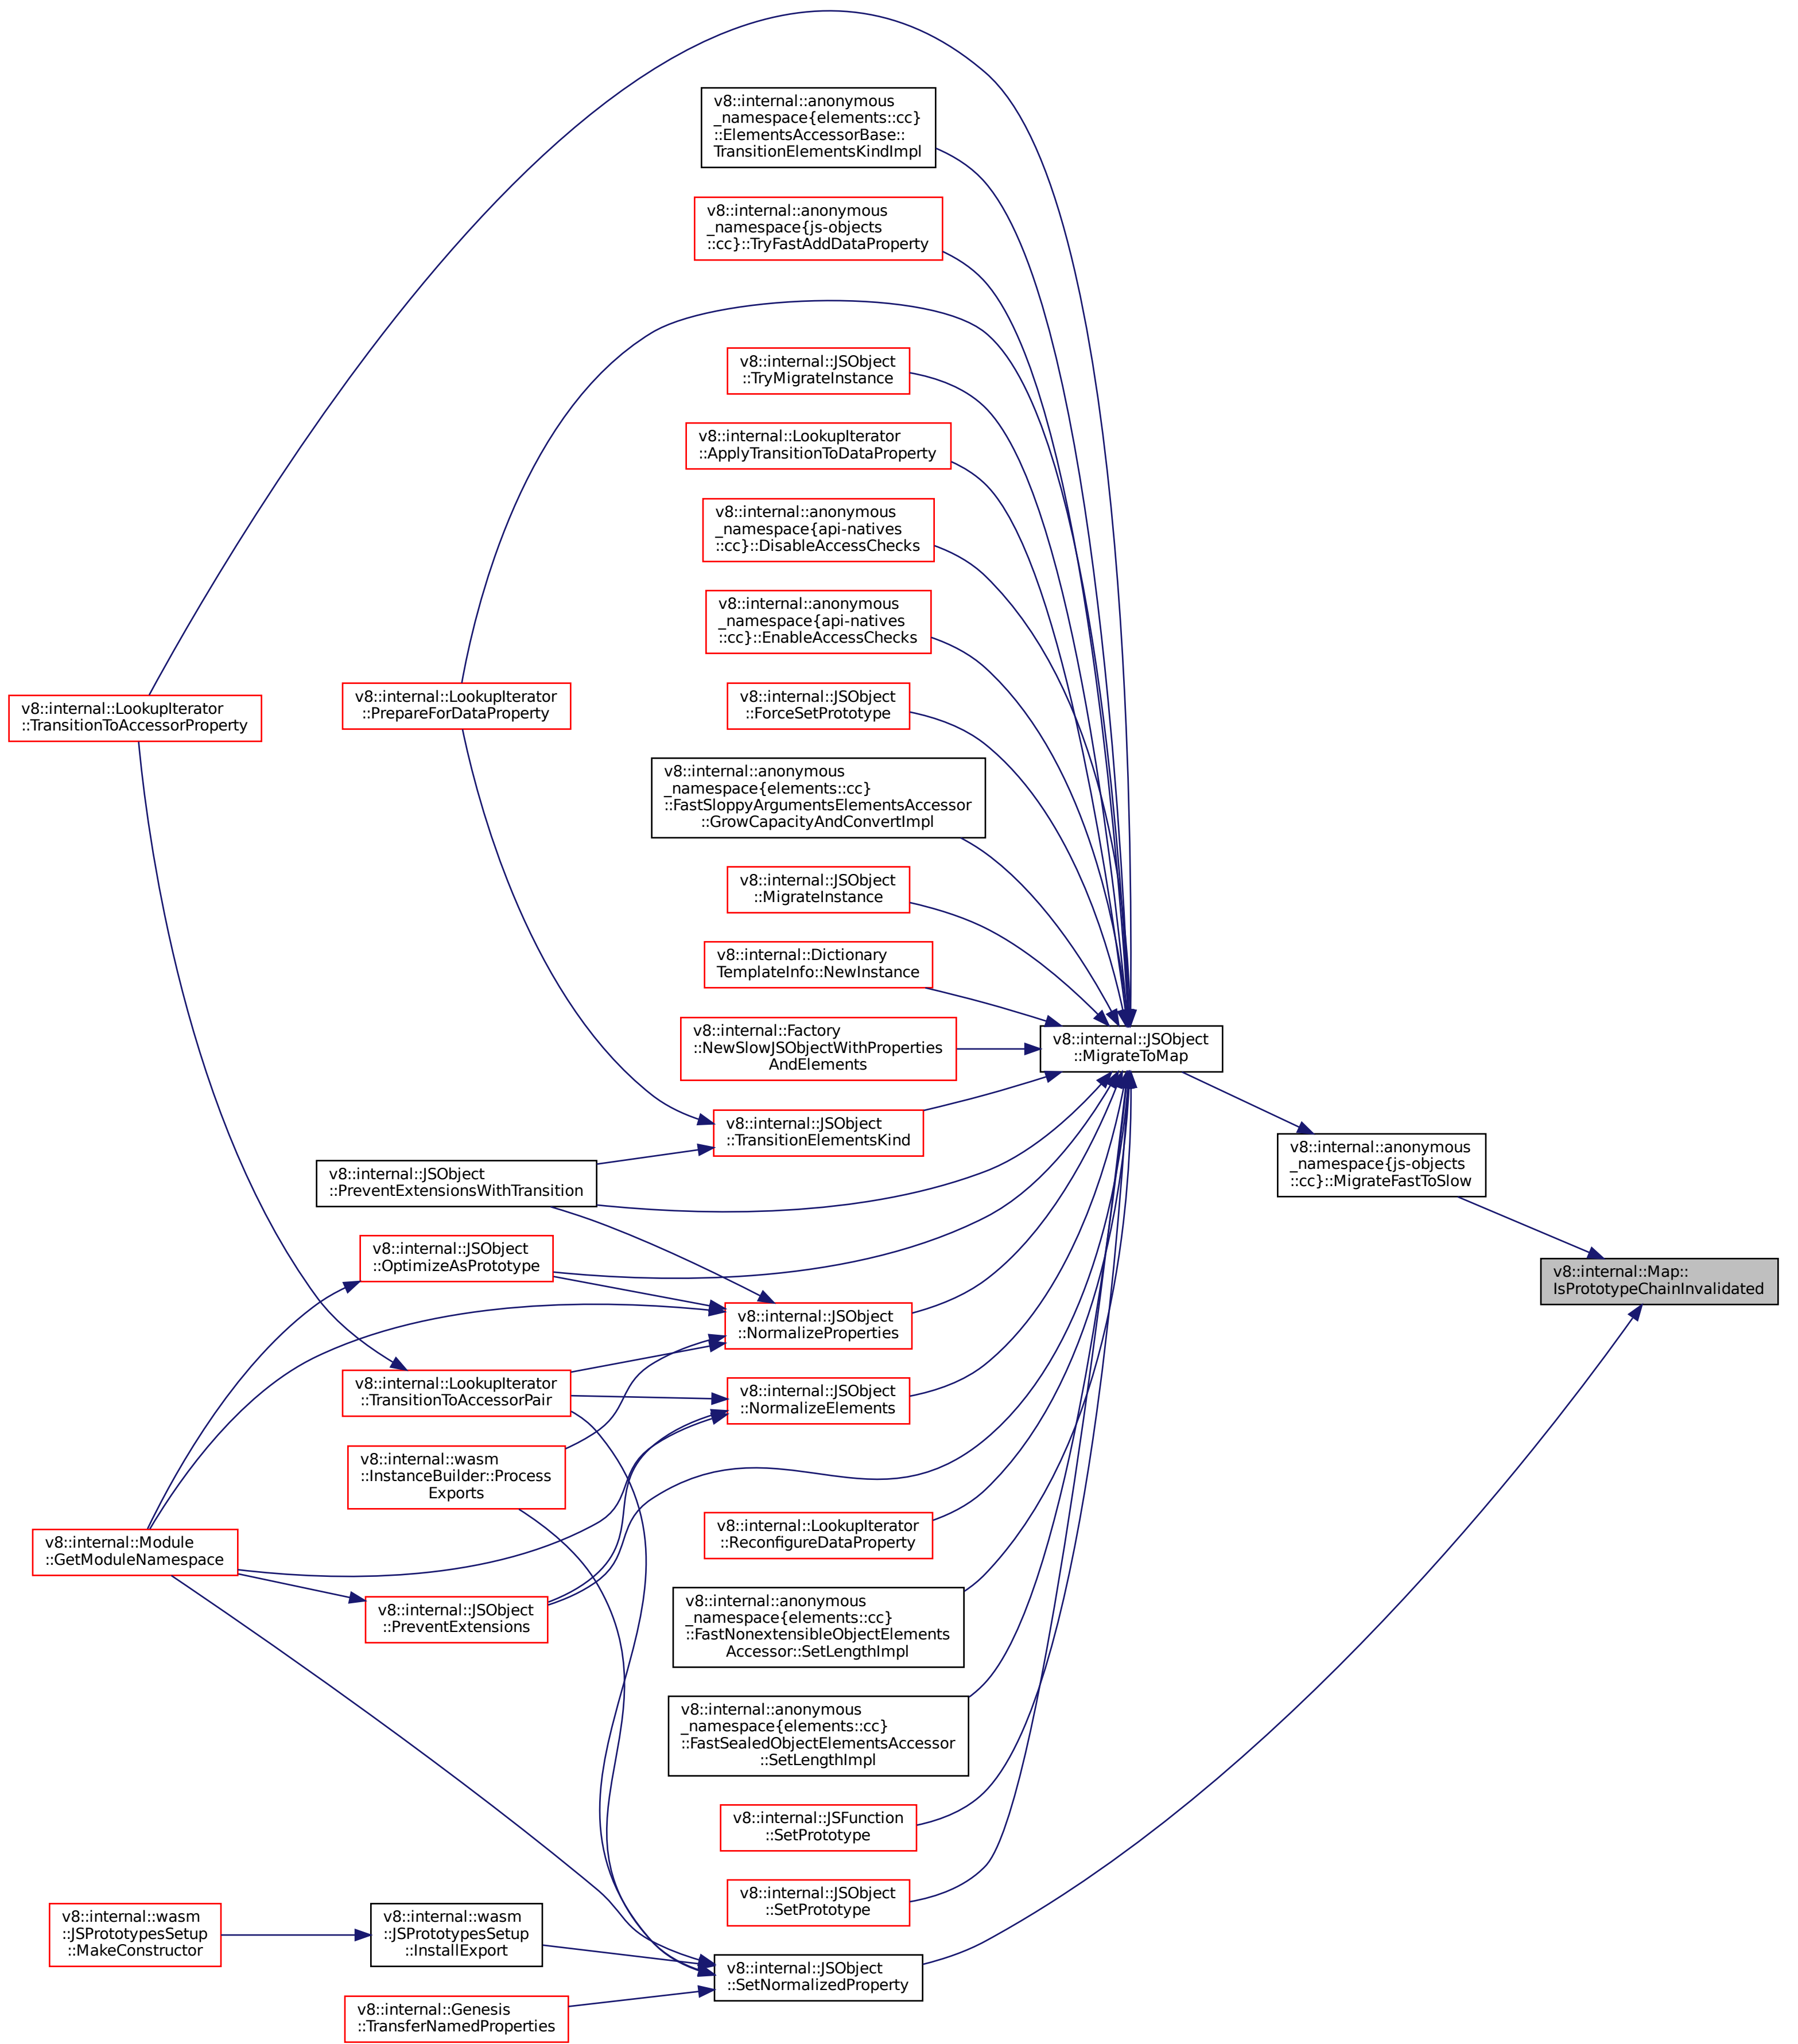 v8::internal::anonymous
_namespace{elements::cc}
::ElementsAccessorBase::
TransitionElementsKindImpl
v8::internal::anonymous
_namespace{js-objects
::cc}::TryFastAddDataProperty
v8::internal::JSObject
::TryMigrateInstance
v8::internal::LookupIterator
::ApplyTransitionToDataProperty
v8::internal::anonymous
_namespace{api-natives
::cc}::DisableAccessChecks
v8::internal::anonymous
_namespace{api-natives
::cc}::EnableAccessChecks
v8::internal::LookupIterator
::TransitionToAccessorProperty
v8::internal::LookupIterator
::PrepareForDataProperty
v8::internal::JSObject
::ForceSetPrototype
v8::internal::anonymous
_namespace{elements::cc}
::FastSloppyArgumentsElementsAccessor
::GrowCapacityAndConvertImpl
v8::internal::JSObject
::MigrateInstance
v8::internal::Dictionary
TemplateInfo::NewInstance
v8::internal::Factory
::NewSlowJSObjectWithProperties
AndElements
v8::internal::JSObject
::MigrateToMap
v8::internal::JSObject
::TransitionElementsKind
v8::internal::anonymous
_namespace{js-objects
::cc}::MigrateFastToSlow
v8::internal::JSObject
::PreventExtensionsWithTransition
v8::internal::JSObject
::OptimizeAsPrototype
v8::internal::Map::
IsPrototypeChainInvalidated
v8::internal::JSObject
::NormalizeProperties
v8::internal::LookupIterator
::TransitionToAccessorPair
v8::internal::JSObject
::NormalizeElements
v8::internal::wasm
::InstanceBuilder::Process
Exports
v8::internal::Module
::GetModuleNamespace
v8::internal::LookupIterator
::ReconfigureDataProperty
v8::internal::JSObject
::PreventExtensions
v8::internal::anonymous
_namespace{elements::cc}
::FastNonextensibleObjectElements
Accessor::SetLengthImpl
v8::internal::anonymous
_namespace{elements::cc}
::FastSealedObjectElementsAccessor
::SetLengthImpl
v8::internal::JSFunction
::SetPrototype
v8::internal::JSObject
::SetPrototype
v8::internal::wasm
::JSPrototypesSetup
::MakeConstructor
v8::internal::wasm
::JSPrototypesSetup
::InstallExport
v8::internal::JSObject
::SetNormalizedProperty
v8::internal::Genesis
::TransferNamedProperties